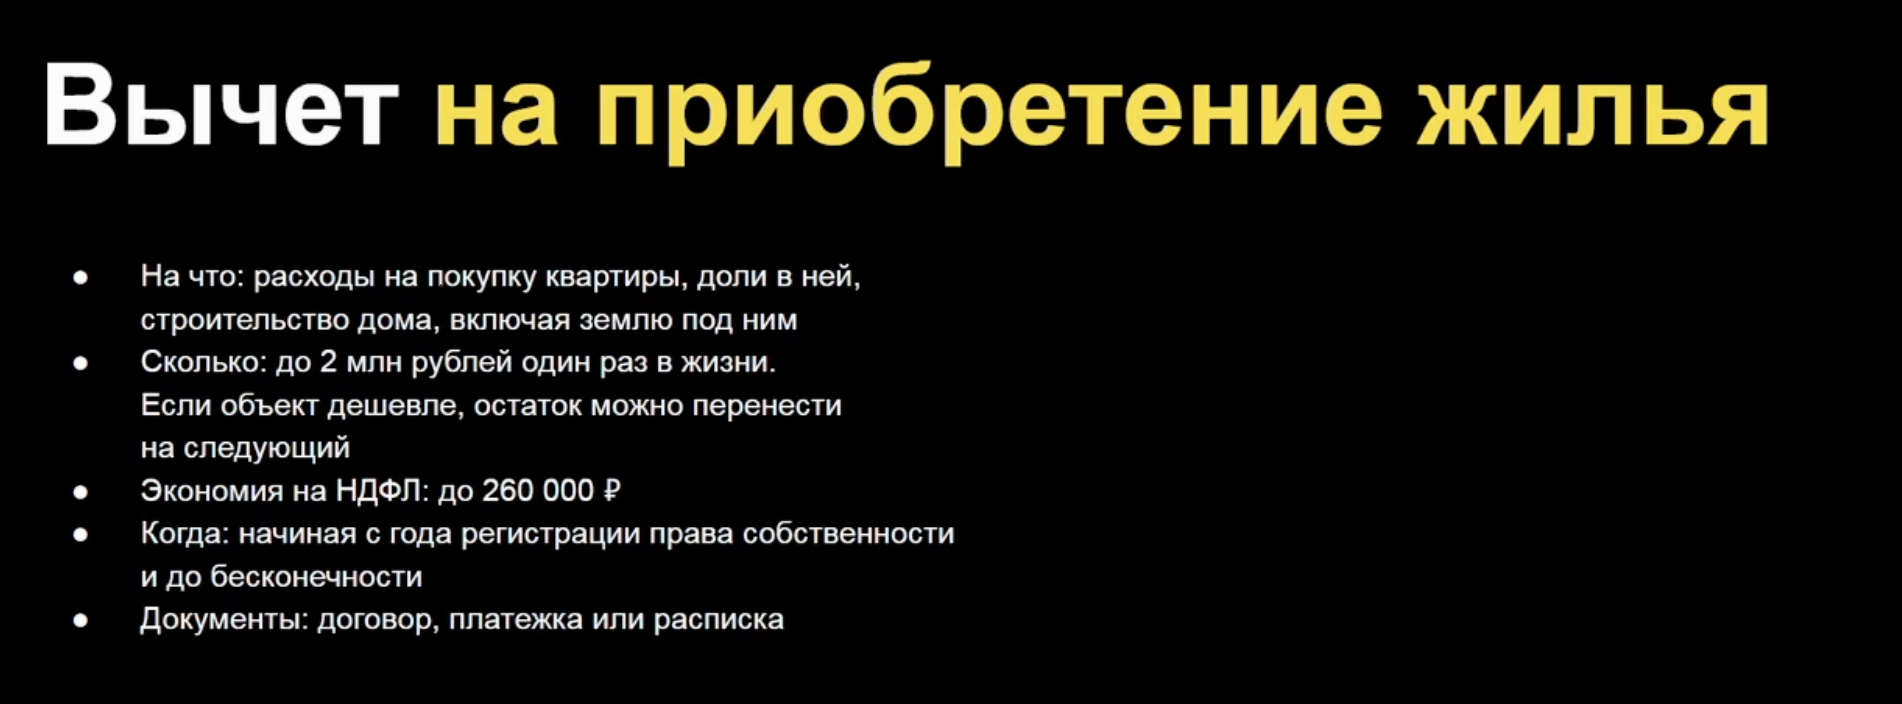 Вычет на приобретение жилья
● На что: расходы на покупку квартиры, доли в ней,
строительство дома, включая землю под ним
● Сколько: до 2 млн рублей один раз в жизни.
Если объект дешевле, остаток можно перенести
на следующий
● Экономия на НДФЛ: до 260 000 ₽
● Когда: начиная с года регистрации права собственности
и до бесконечности
● Документы: договор, платежка или расписка